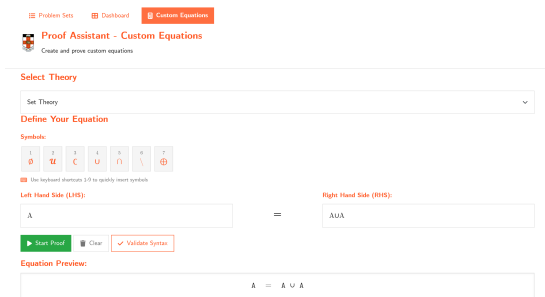 Problem Sets Dashboard Custom Equations
Proof Assistant - Custom Equations
Create and prove custom equations
Select Theory
Set Theory
Define Your Equation
Symbols:
1 2 3 4 5 6 7
∅ 𝓤 ∁ ∪ ∩ \ ⊕
Use keyboard shortcuts 1-9 to quickly insert symbols
Left Hand Side (LHS): Right Hand Side (RHS):
A = A∪A
Start Proof Clear Validate Syntax
Equation Preview:
A = A ∪ A